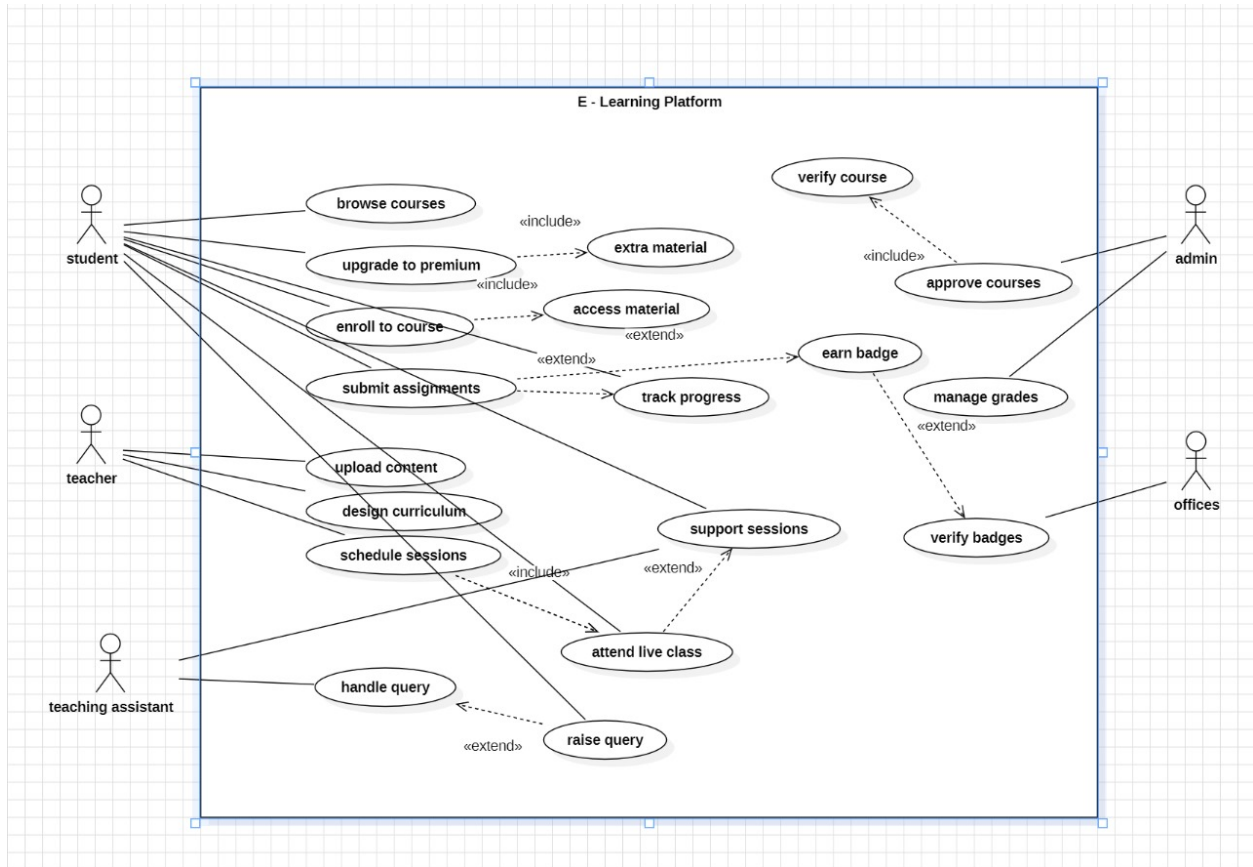 E - Learning Platform
verify course
browse courses
student
«include»
extra material
admin
«include»
upgrade to premium
approve courses
«include»
access material
enroll to course
«extend»
earn badge
«extend»
submit assignments
track progress
manage grades
«extend»
upload content
teacher
offices
design curriculum
support sessions
verify badges
schedule sessions
«include»
«extend»
attend live class
handle query
teaching assistant
raise query
«extend»